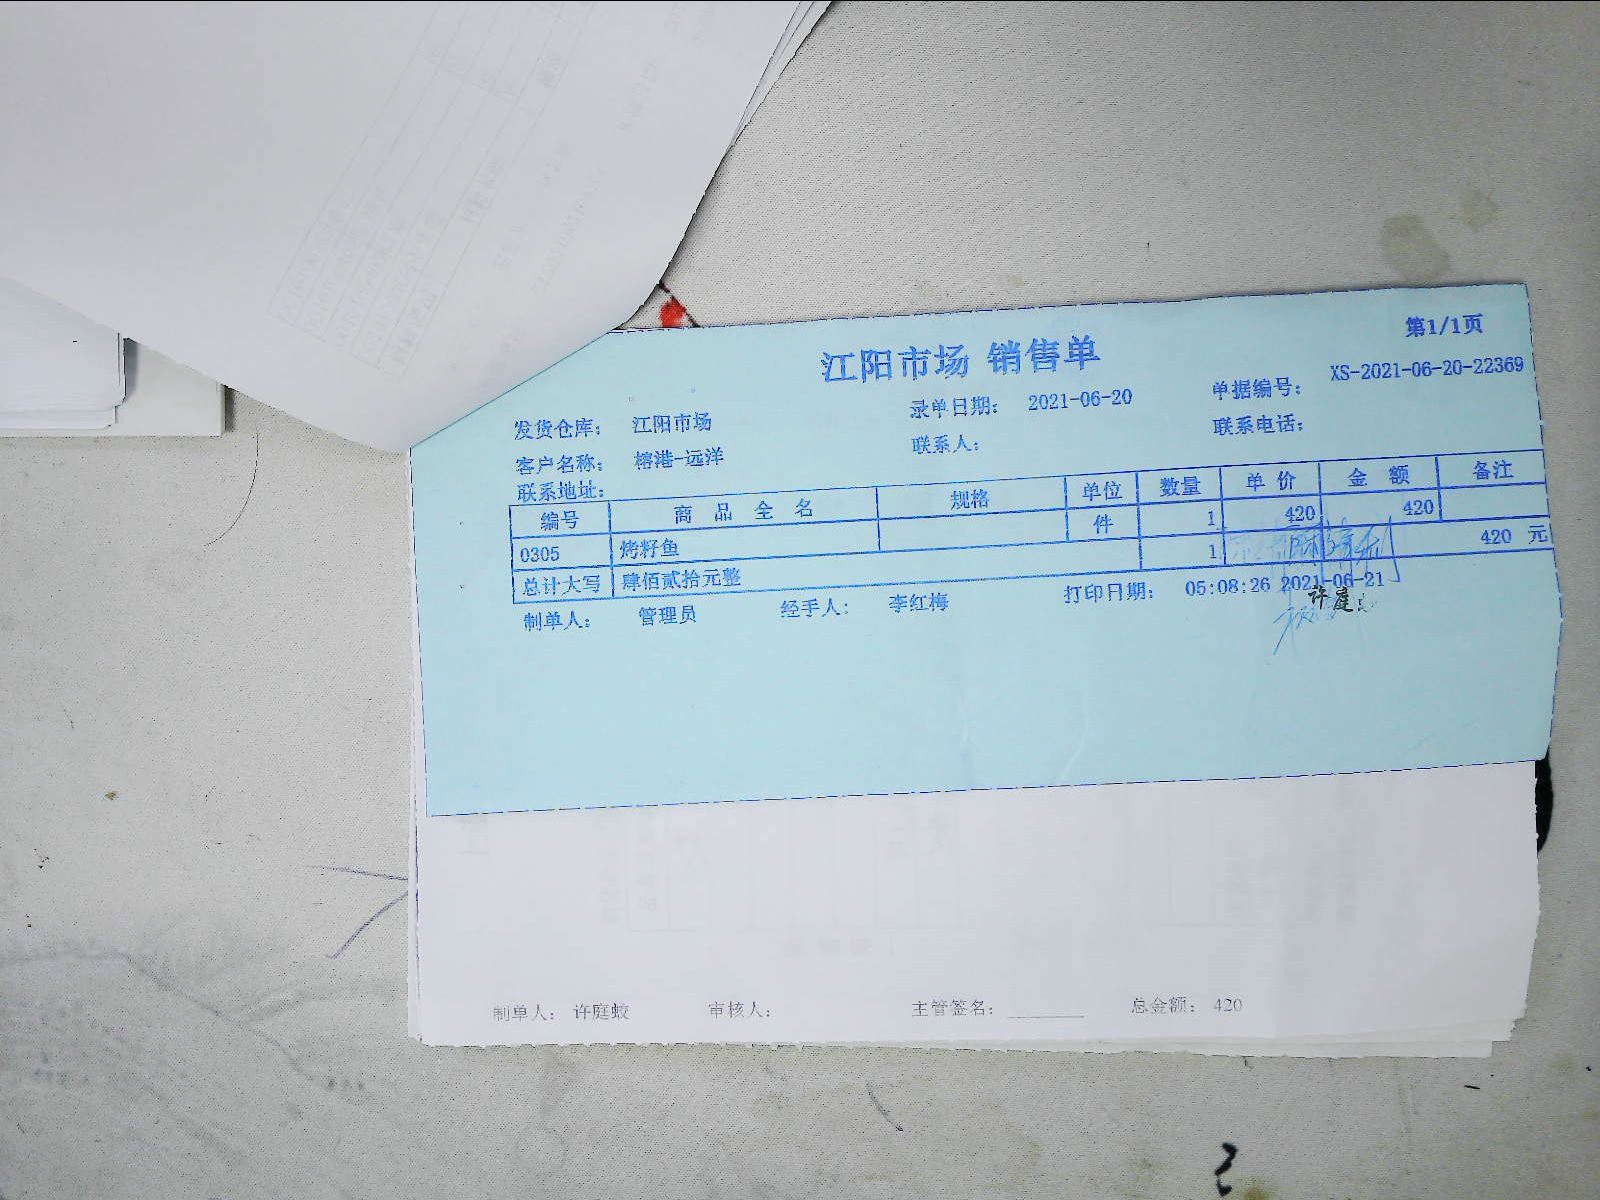 第1/1页
江阳市场 销售单
发货仓库: 江阳市场 录单日期: 2021-06-20 单据编号: XS-2021-06-20-22369
客户名称: 榕港-远洋 联系人: 联系电话:
联系地址:
编号 商品全名 规格 单位 数量 单价 金额 备注
0305 烤籽鱼 件 1 420 420
总计大写 肆佰贰拾元整 1 420 元
制单人: 管理员 经手人: 李红梅 打印日期: 05:08:26 2021-06-21
许庭
制单人: 许庭蛟 审核人: 主管签名: 总金额: 420